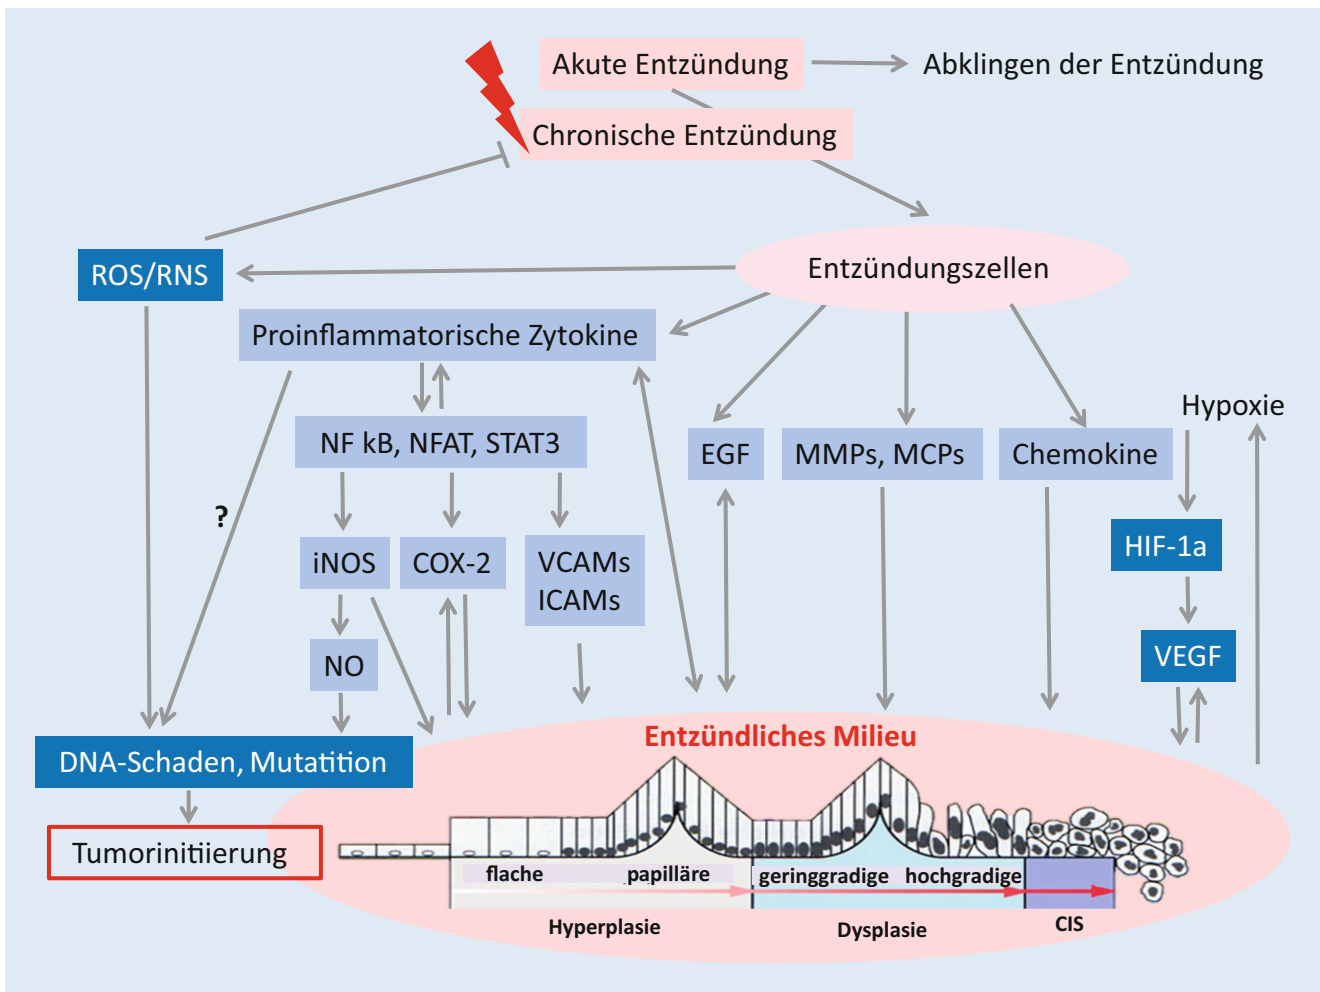 Akute Entzündung
Abklingen der Entzündung
Chronische Entzündung
ROS/RNS
Entzündungszellen
Proinflammatorische Zytokine
Hypoxie
NF kB, NFAT, STAT3
EGF
MMPs, MCPs
Chemokine
?
HIF-1a
iNOS
COX-2
VCAMs
ICAMs
NO
VEGF
Entzündliches Milieu
DNA-Schaden, Mutatition
Tumorinitiierung
flache
papilläre
geringgradige
hochgradige
Hyperplasie
Dysplasie
CIS